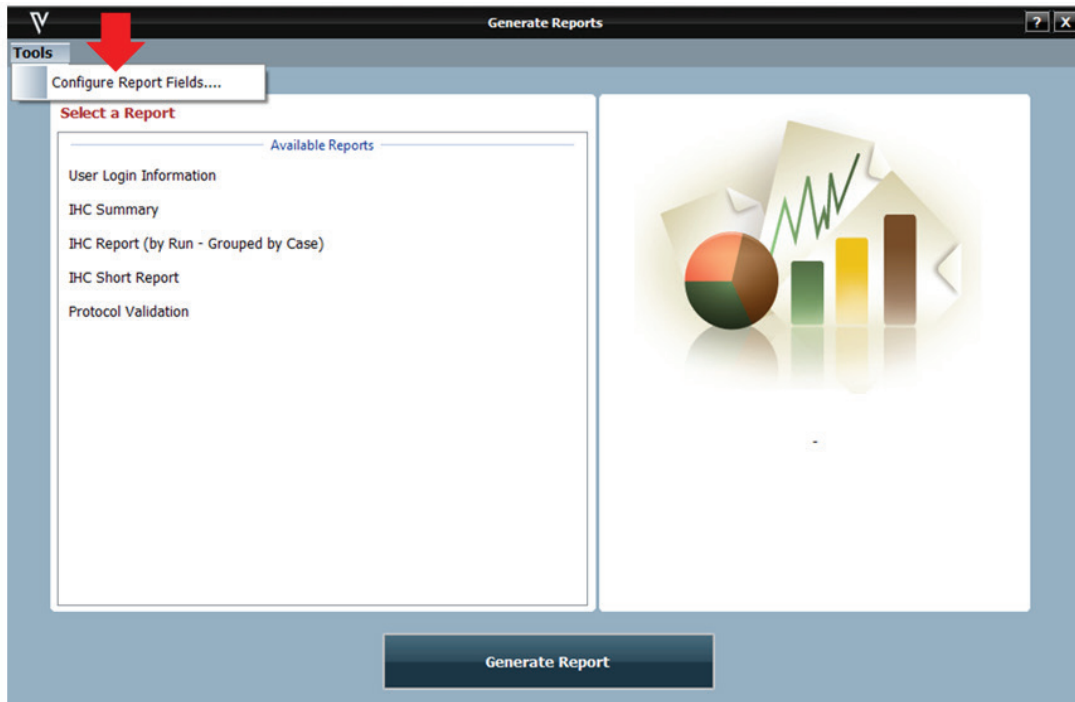 Generate Reports
? X
Tools
Configure Report Fields....
Select a Report
Available Reports
User Login Information
IHC Summary
IHC Report (by Run - Grouped by Case)
IHC Short Report
Protocol Validation
-
Generate Report